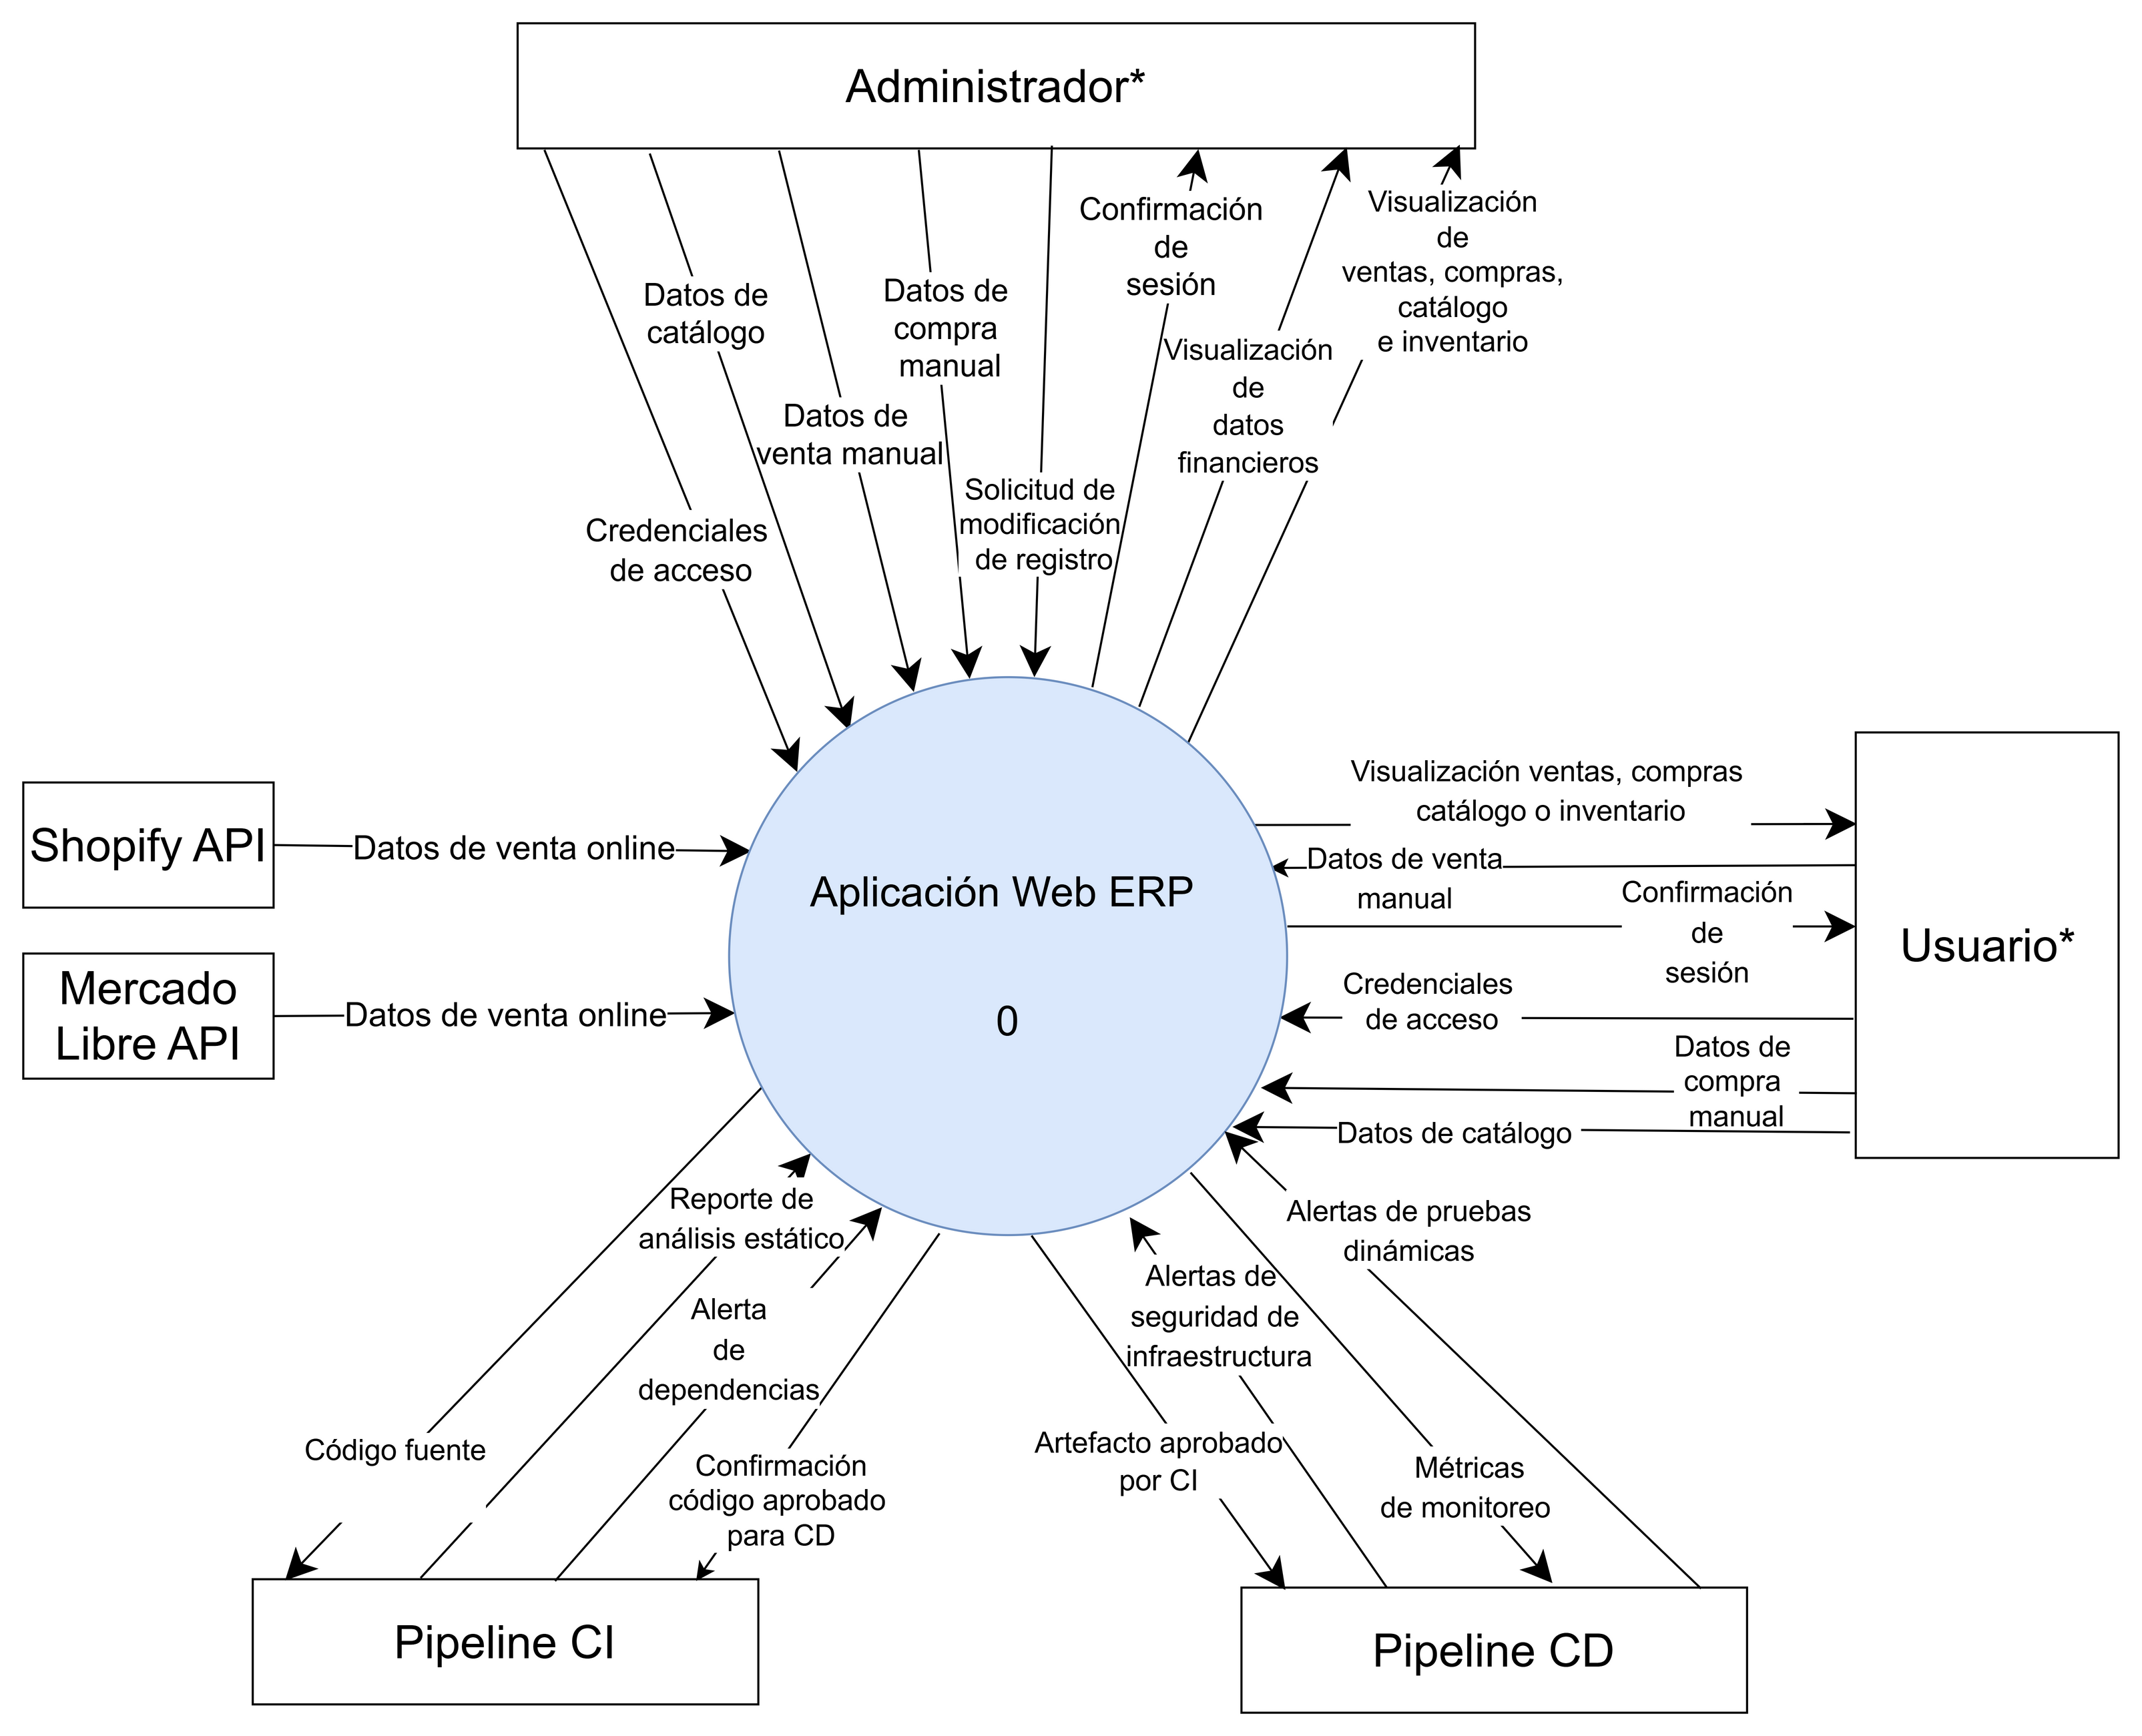 Administrador*
Confirmación
de
sesión
Visualización
de
ventas, compras,
catálogo
e inventario
Datos de
catálogo
Datos de
compra
manual
Visualización
de
datos
financieros
Datos de
venta manual
Solicitud de
modificación
de registro
Credenciales
de acceso
Shopify API
Datos de venta online
Mercado
Libre API
Datos de venta online
Aplicación Web ERP
0
Visualización ventas, compras
catálogo o inventario
Datos de venta
manual
Confirmación
de
sesión
Credenciales
de acceso
Datos de
compra
manual
Datos de catálogo
Usuario*
Reporte de
análisis estático
Alerta
de
dependencias
Código fuente
Confirmación
código aprobado
para CD
Alertas de pruebas
dinámicas
Alertas de
seguridad de
infraestructura
Artefacto aprobado
por CI
Métricas
de monitoreo
Pipeline CI
Pipeline CD